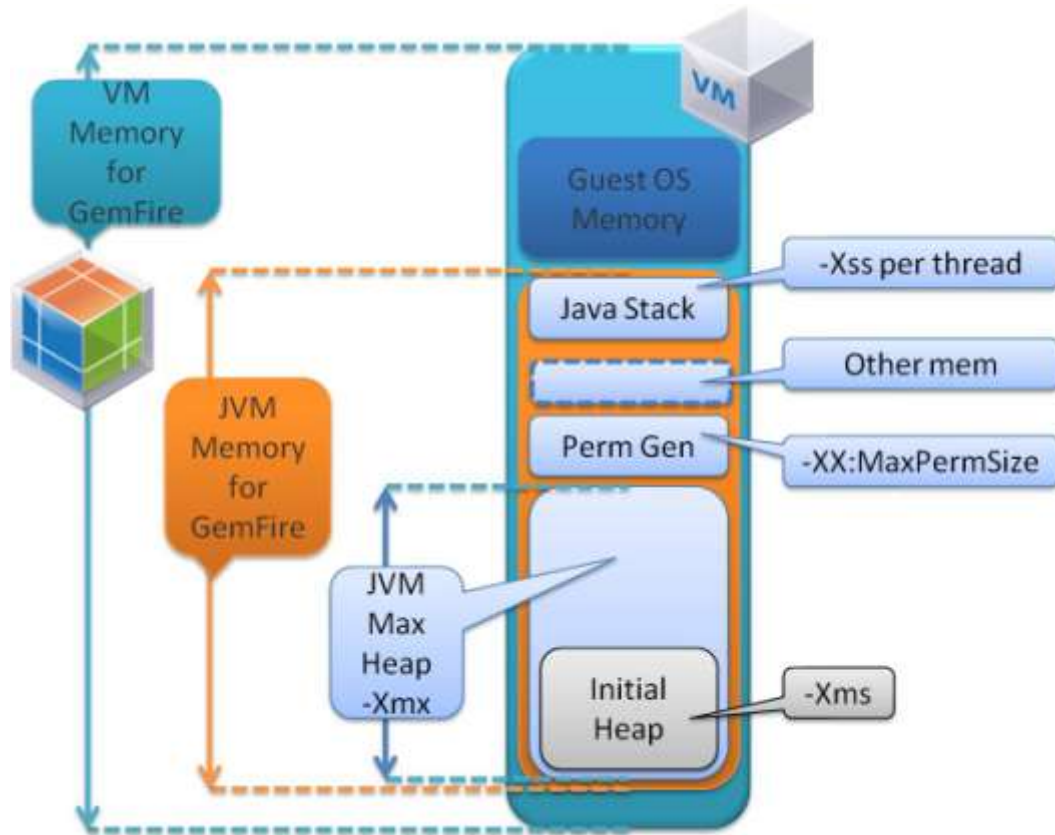 VM
Memory
for
GemFire
VM
Guest OS
Memory
-Xss per thread
Java Stack
Other mem
JVM
Memory
for
GemFire
Perm Gen
-XX:MaxPermSize
JVM
Max
Heap
-Xmx
Initial
Heap
-Xms